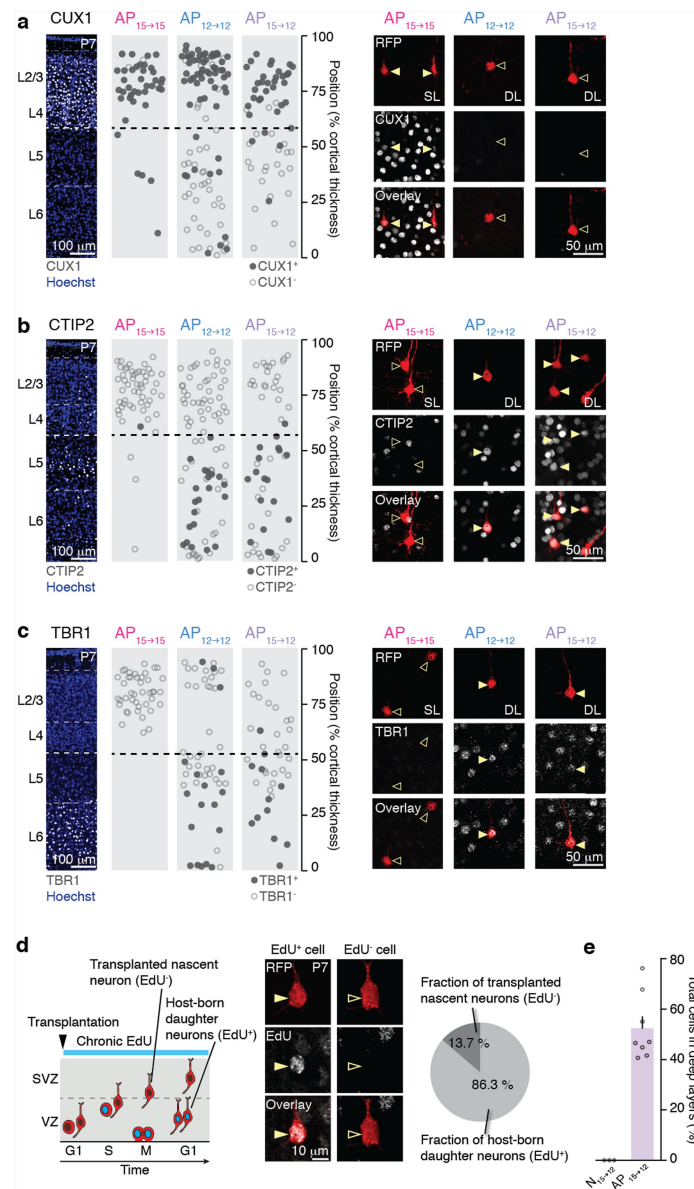 a CUX1 AP15→15 AP12→12 AP15→12
P7
L2/3
L4
L5
L6
100 µm
CUX1
Hoechst
100
75
50
25
0
Position (% cortical thickness)
CUX1+
CUX1-
AP15→15 AP12→12 AP15→12
RFP
SL DL DL
CUX1
Overlay
50 µm
b CTIP2 AP15→15 AP12→12 AP15→12
P7
L2/3
L4
L5
L6
100 µm
CTIP2
Hoechst
100
75
50
25
0
Position (% cortical thickness)
CTIP2+
CTIP2-
AP15→15 AP12→12 AP15→12
RFP
SL DL DL
CTIP2
Overlay
50 µm
c TBR1 AP15→15 AP12→12 AP15→12
P7
L2/3
L4
L5
L6
100 µm
TBR1
Hoechst
100
75
50
25
0
Position (% cortical thickness)
TBR1+
TBR1-
AP15→15 AP12→12 AP15→12
RFP
SL DL DL
TBR1
Overlay
50 µm
d
Transplanted nascent
neuron (EdU-)
Host-born
daughter
neurons (EdU+)
Transplantation
Chronic EdU
SVZ
VZ
G1 S M G1
Time
EdU+ cell EdU- cell
RFP P7
EdU
Overlay
10 µm
Fraction of transplanted
nascent neurons (EdU-)
13.7 %
86.3 %
Fraction of host-born
daughter neurons (EdU+)
e
80
60
40
20
0
Total cells in deep layers (%)
N15→12
AP15→12